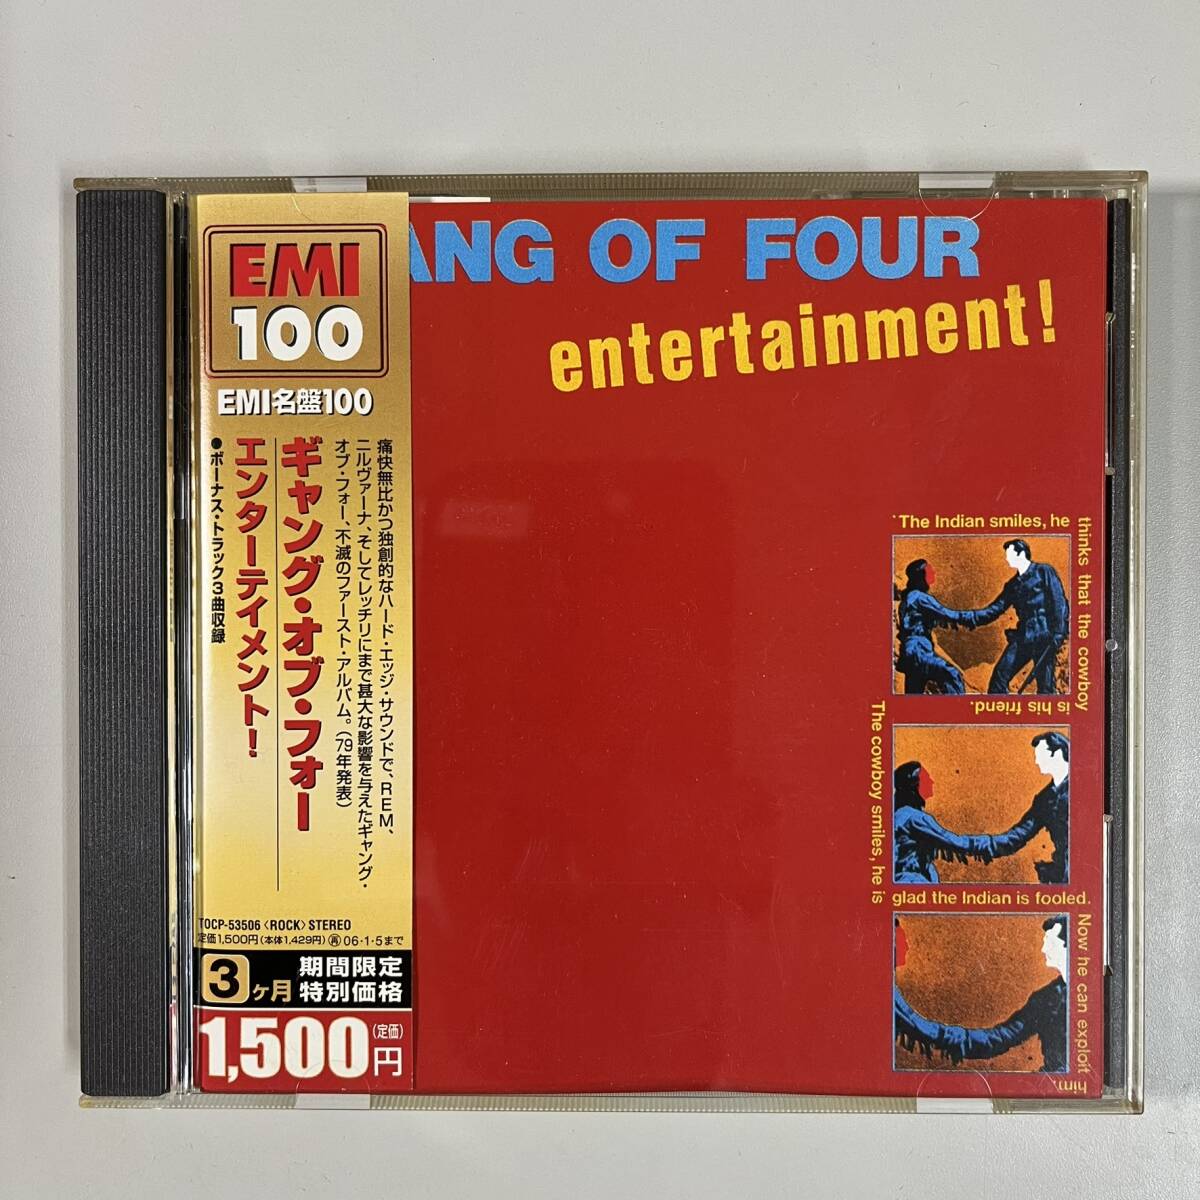 EMI
100
EMI名盤100
痛快無比かつ独創的なハード・エッジ・サウンドで、REM、
ニルヴァーナ、そしてレッチリにまで甚大な影響を与えたギャング・
オブ・フォー、不滅のファースト・アルバム。（79年発表）
ギャング・オブ・フォー
エンターテイメント！
●ボーナス・トラック3曲収録
TOCP-53506〈ROCK〉STEREO
定価1,500円(本体1,429円)再06・1・5まで
3ヶ月 期間限定
特別価格
1,500(定価)円
ANG OF FOUR
entertainment!
.The Indian smiles, he
thinks that the cowboy
is his friend.
The cowboy smiles, he is
glad the Indian is fooled.
Now he can exploit
him.